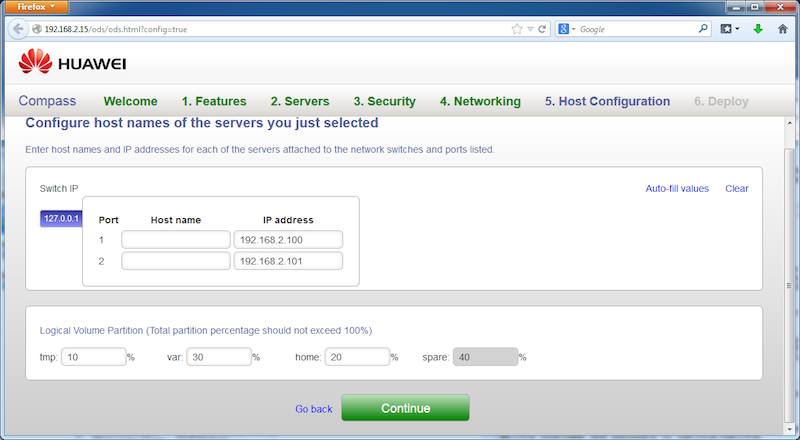 Firefox
192.168.2.15/ods/ods.html?config=true
Google
HUAWEI
Compass Welcome 1. Features 2. Servers 3. Security 4. Networking 5. Host Configuration 6. Deploy
Configure host names of the servers you just selected
Enter host names and IP addresses for each of the servers attached to the network switches and ports listed.
Switch IP Auto-fill values Clear
127.0.0.1
Port Host name IP address
1 192.168.2.100
2 192.168.2.101
Logical Volume Partition (Total partition percentage should not exceed 100%)
tmp: 10 % var: 30 % home: 20 % spare: 40 %
Go back Continue